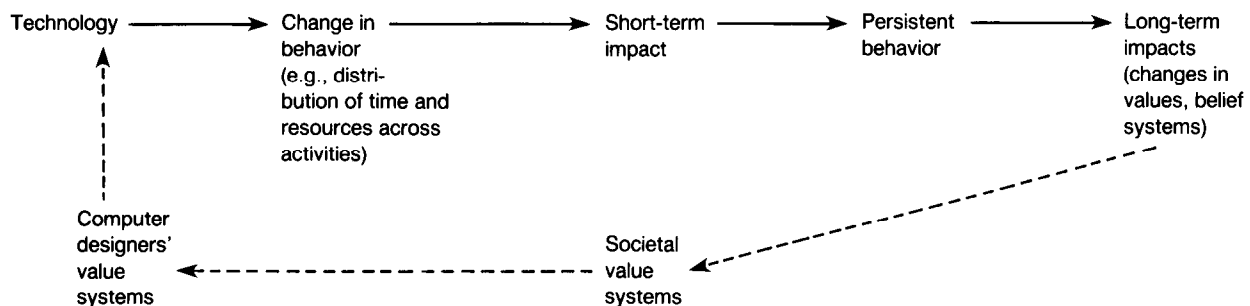 Technology
Change in
behavior
(e.g., distri-
bution of time and
resources across
activities)
Short-term
impact
Persistent
behavior
Long-term
impacts
(changes in
values, belief
systems)
Computer
designers'
value
systems
Societal
value
systems